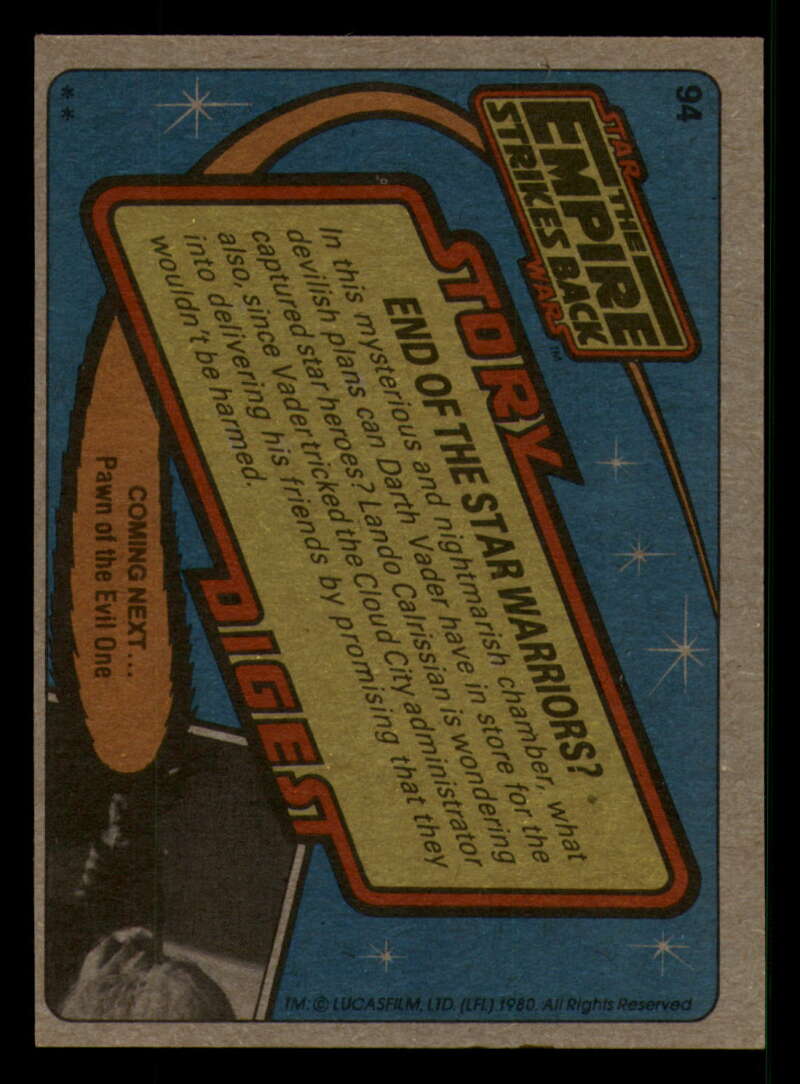 94
STAR
THE
EMPIRE
STRIKES BACK
WARS
TM
STORY
END OF THE STAR WARRIORS?
In this mysterious and nightmarish chamber, what
devilish plans can Darth Vader have in store for the
captured star heroes? Lando Calrissian is wondering
also, since Vader tricked the Cloud City administrator
into delivering his friends by promising that they
wouldn't be harmed.
DIGEST
COMING NEXT...
Pawn of the Evil One
**
TM: © LUCASFILM, LTD. (LFL) 1980. All Rights Reserved